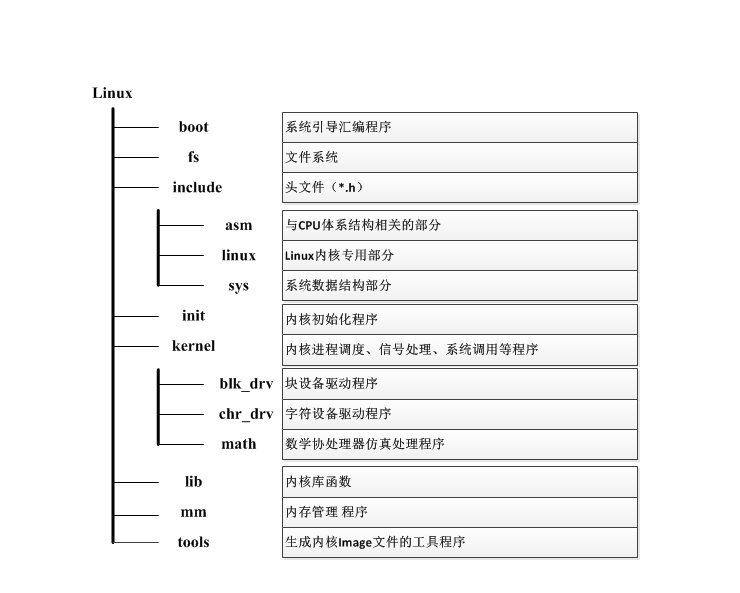 Linux
boot 系统引导汇编程序
fs 文件系统
include 头文件（*.h）
asm 与CPU体系结构相关的部分
linux Linux内核专用部分
sys 系统数据结构部分
init 内核初始化程序
kernel 内核进程调度、信号处理、系统调用等程序
blk_drv 块设备驱动程序
chr_drv 字符设备驱动程序
math 数学协处理器仿真处理程序
lib 内核库函数
mm 内存管理 程序
tools 生成内核Image文件的工具程序